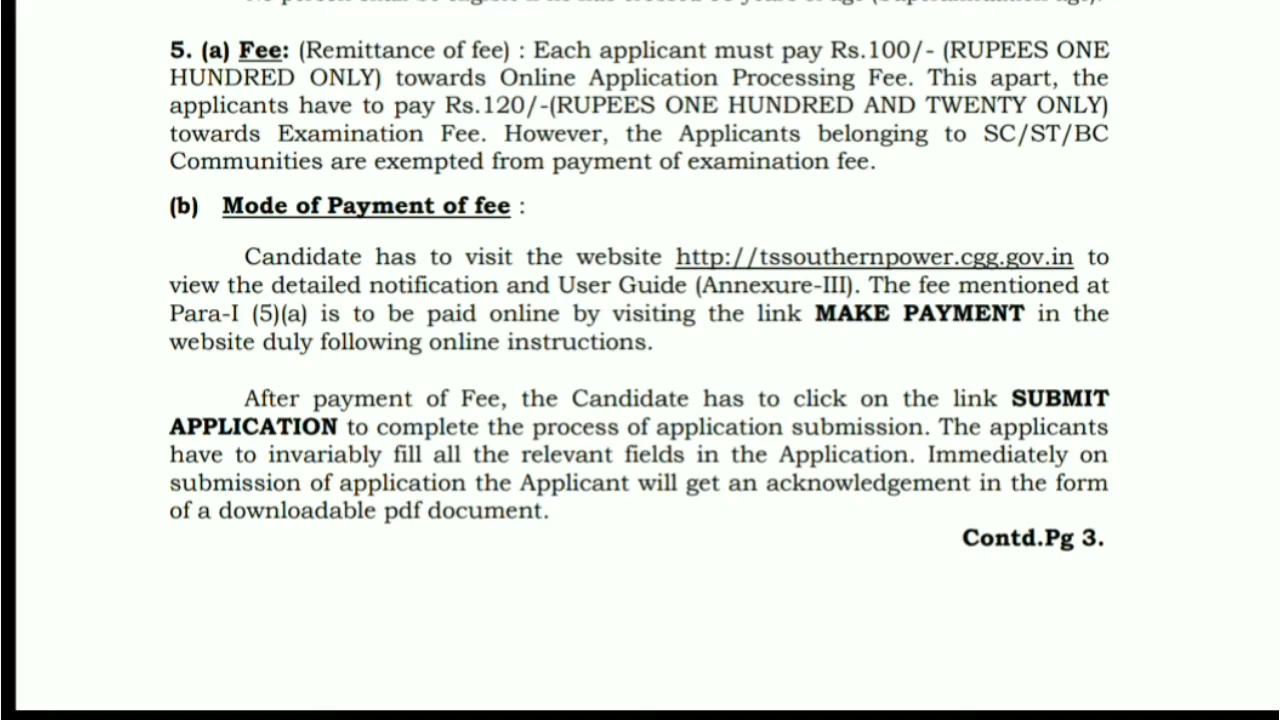 5. (a) Fee: (Remittance of fee) : Each applicant must pay Rs.100/- (RUPEES ONE
HUNDRED ONLY) towards Online Application Processing Fee. This apart, the
applicants have to pay Rs.120/-(RUPEES ONE HUNDRED AND TWENTY ONLY)
towards Examination Fee. However, the Applicants belonging to SC/ST/BC
Communities are exempted from payment of examination fee.
(b) Mode of Payment of fee :
Candidate has to visit the website http://tssouthernpower.cgg.gov.in to
view the detailed notification and User Guide (Annexure-III). The fee mentioned at
Para-I (5)(a) is to be paid online by visiting the link MAKE PAYMENT in the
website duly following online instructions.
After payment of Fee, the Candidate has to click on the link SUBMIT
APPLICATION to complete the process of application submission. The applicants
have to invariably fill all the relevant fields in the Application. Immediately on
submission of application the Applicant will get an acknowledgement in the form
of a downloadable pdf document.
Contd.Pg 3.